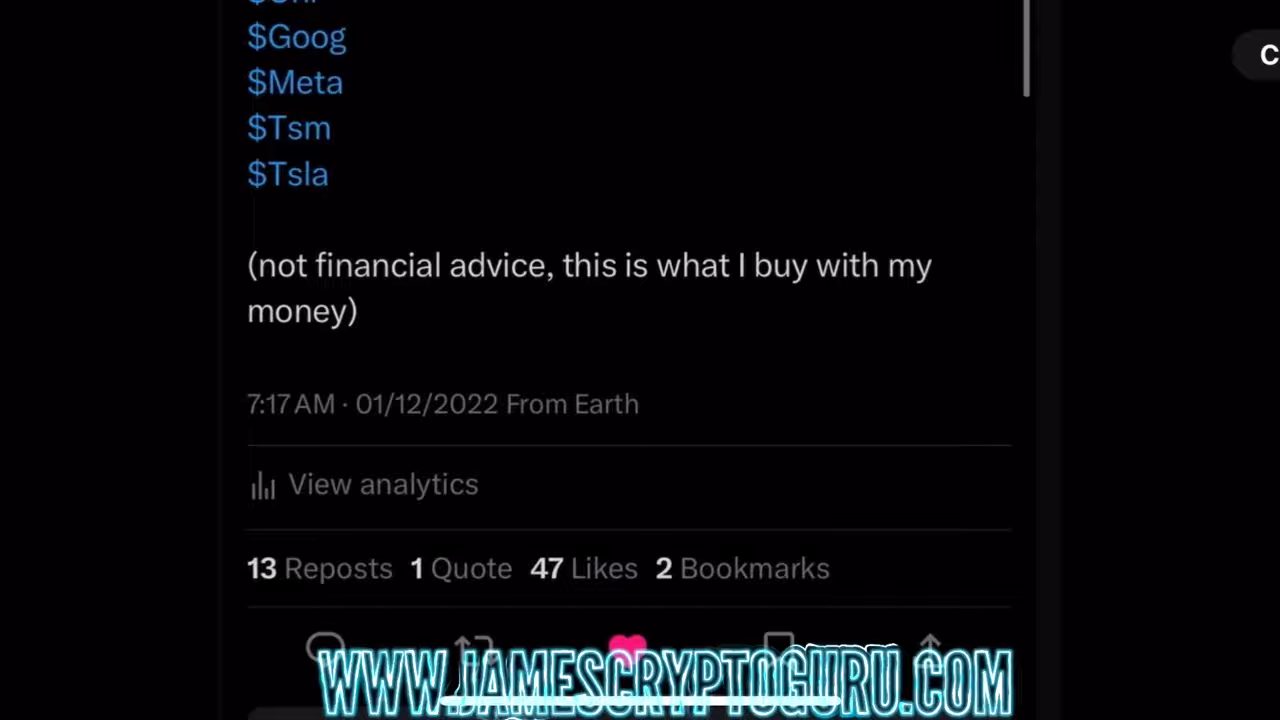 $Goog
$Meta
$Tsm
$Tsla
(not financial advice, this is what I buy with my
money)
7:17 AM · 01/12/2022 From Earth
View analytics
13 Reposts 1 Quote 47 Likes 2 Bookmarks
WWW.JAMESCRYPTOGURU.COM